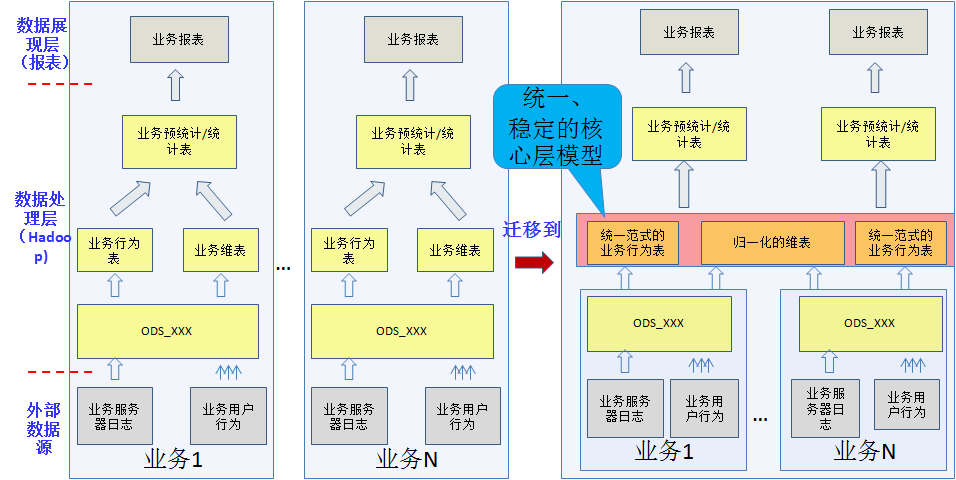 数据展
现层
（报表）
数据处
理层
（Hadoo
p)
外部
数据
源
业务报表
业务预统计/统
计表
业务行为
表
业务维表
ODS_XXX
业务服务
器日志
业务用户
行为
业务1
...
业务报表
业务预统计/统
计表
业务行为
表
业务维表
ODS_XXX
业务服务
器日志
业务用户
行为
业务N
迁移到
统一、
稳定的核
心层模型
业务报表
业务报表
业务预统计/统
计表
业务预统计/统
计表
统一范式的
业务行为表
归一化的维表
统一范式的
业务行为表
ODS_XXX
业务服务
器日志
业务用
户行为
业务1
...
ODS_XXX
业务服
务器日
志
业务用
户行为
业务N